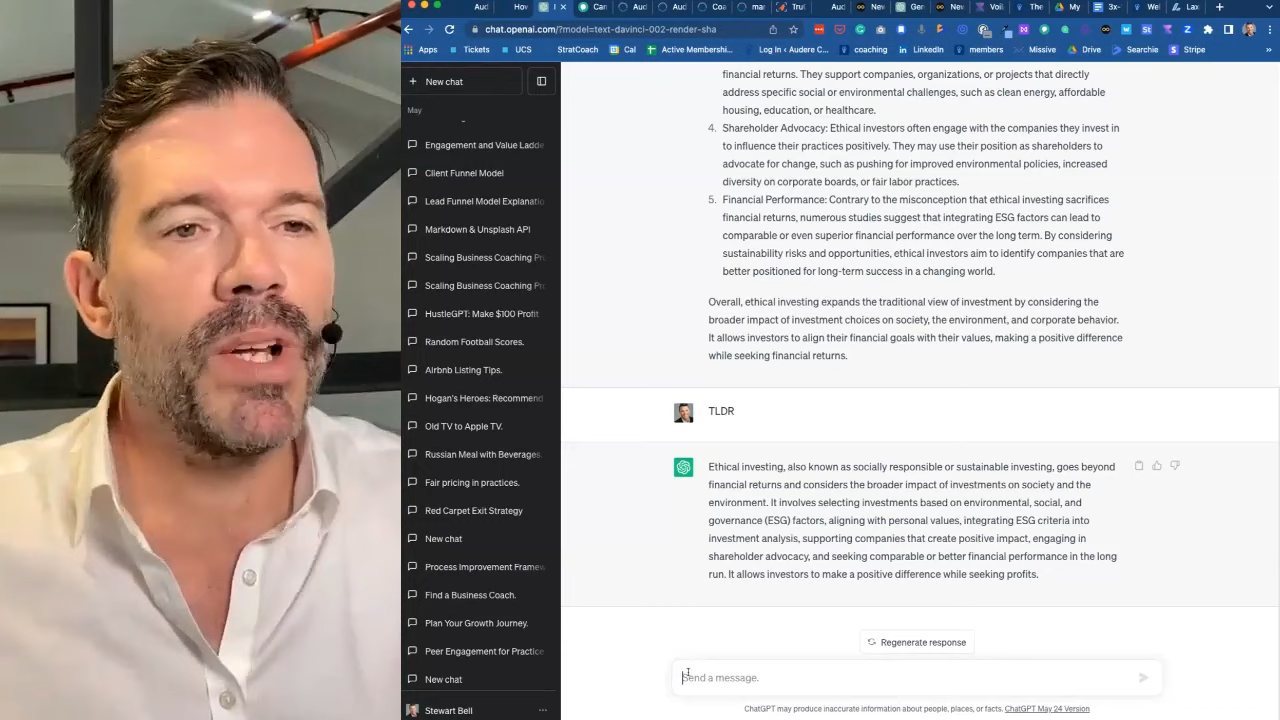 Aud
How
I
Car
Aud
Aud
a
mar
Trut
Aud
Nev
Ger
Ado
My
3x-
Wel
Lax
chat.openai.com/?model=text-davinci-002-render-sha
Apps
Tickets
UCS
StratCoach
Call
Active Membershi...
Log In ‹ Audere C...
coaching
LinkedIn
members
Missive
Drive
Searchie
Stripe
»
+ New chat
May
Engagement and Value Ladde
Client Funnel Model
Lead Funnel Model Explanatio
Markdown & Unsplash API
Scaling Business Coaching Pr
Scaling Business Coaching Pr
HustleGPT: Make $100 Profit
Random Football Scores.
Airbnb Listing Tips.
Hogan's Heroes: Recommend
Old TV to Apple TV.
Russian Meal with Beverages.
Fair pricing in practices.
Red Carpet Exit Strategy
New chat
Process Improvement Framew
Find a Business Coach.
Plan Your Growth Journey.
Peer Engagement for Practice
New chat
Stewart Bell
...
financial returns. They support companies, organizations, or projects that directly
address specific social or environmental challenges, such as clean energy, affordable
housing, education, or healthcare.
4. Shareholder Advocacy: Ethical investors often engage with the companies they invest in
to influence their practices positively. They may use their position as shareholders to
advocate for change, such as pushing for improved environmental policies, increased
diversity on corporate boards, or fair labor practices.
5. Financial Performance: Contrary to the misconception that ethical investing sacrifices
financial returns, numerous studies suggest that integrating ESG factors can lead to
comparable or even superior financial performance over the long term. By considering
sustainability risks and opportunities, ethical investors aim to identify companies that are
better positioned for long-term success in a changing world.
Overall, ethical investing expands the traditional view of investment by considering the
broader impact of investment choices on society, the environment, and corporate behavior.
It allows investors to align their financial goals with their values, making a positive difference
while seeking financial returns.
TLDR
Ethical investing, also known as socially responsible or sustainable investing, goes beyond
financial returns and considers the broader impact of investments on society and the
environment. It involves selecting investments based on environmental, social, and
governance (ESG) factors, aligning with personal values, integrating ESG criteria into
investment analysis, supporting companies that create positive impact, engaging in
shareholder advocacy, and seeking comparable or better financial performance in the long
run. It allows investors to make a positive difference while seeking profits.
Regenerate response
Send a message.
ChatGPT may produce inaccurate information about people, places, or facts. ChatGPT May 24 Version